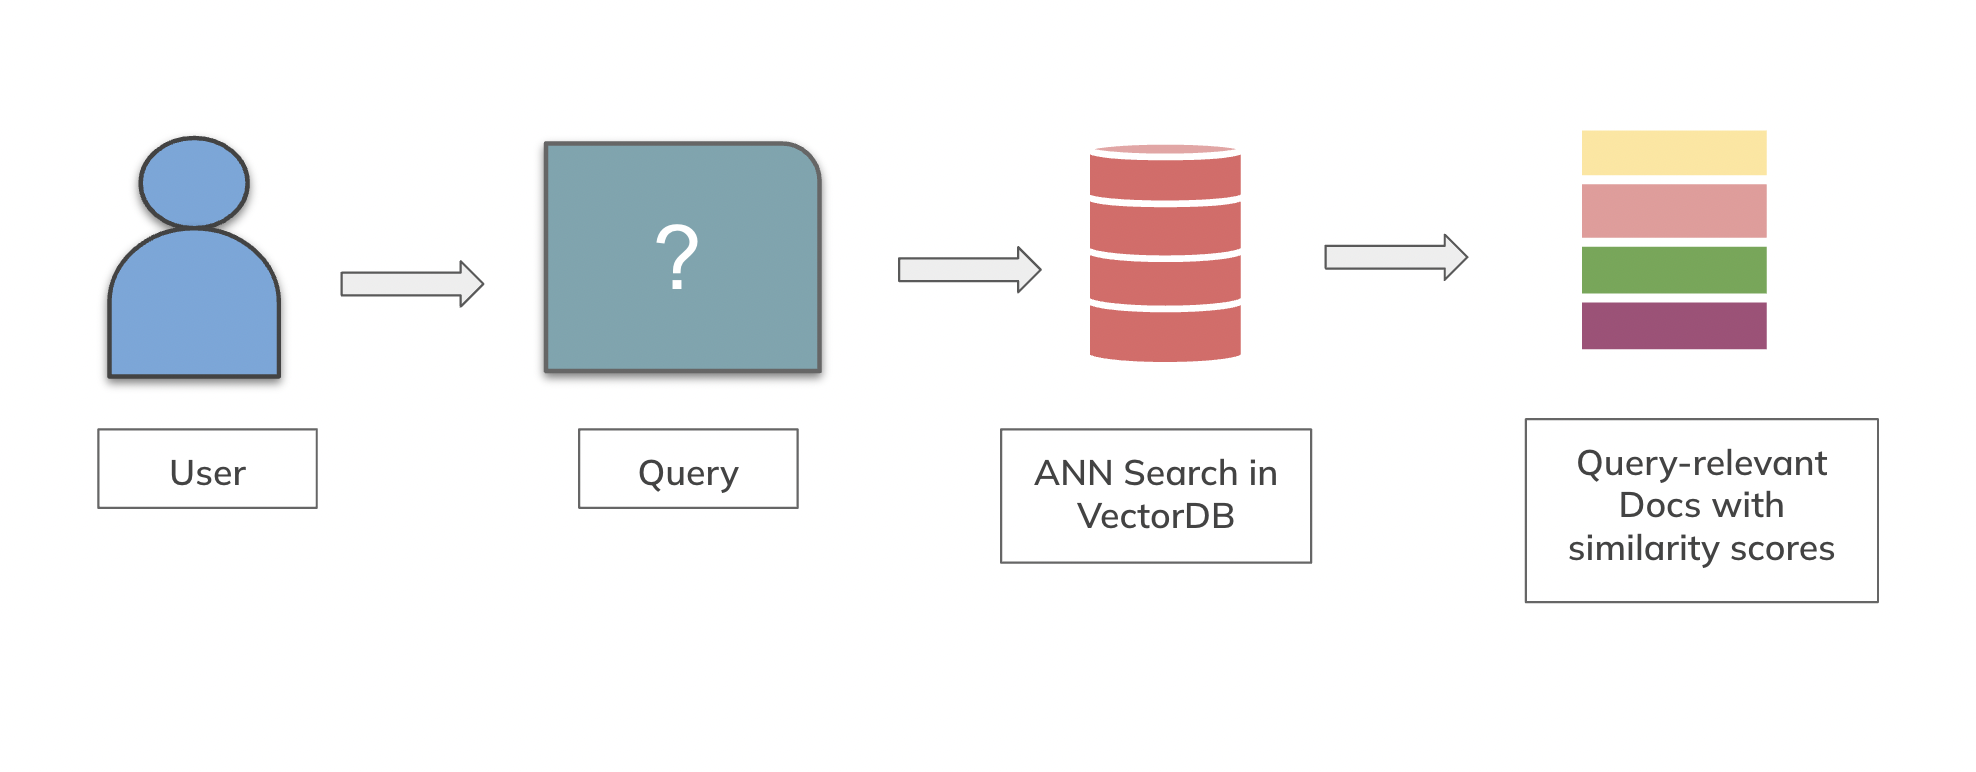 ?
User
Query
ANN Search in
VectorDB
Query-relevant
Docs with
similarity scores